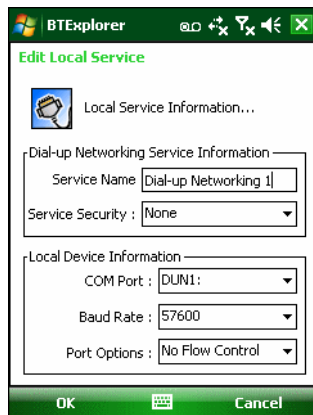 BTExplorer
Edit Local Service
Local Service Information...
Dial-up Networking Service Information
Service Name Dial-up Networking 1
Service Security : None
Local Device Information
COM Port : DUN1:
Baud Rate : 57600
Port Options : No Flow Control
OK Cancel